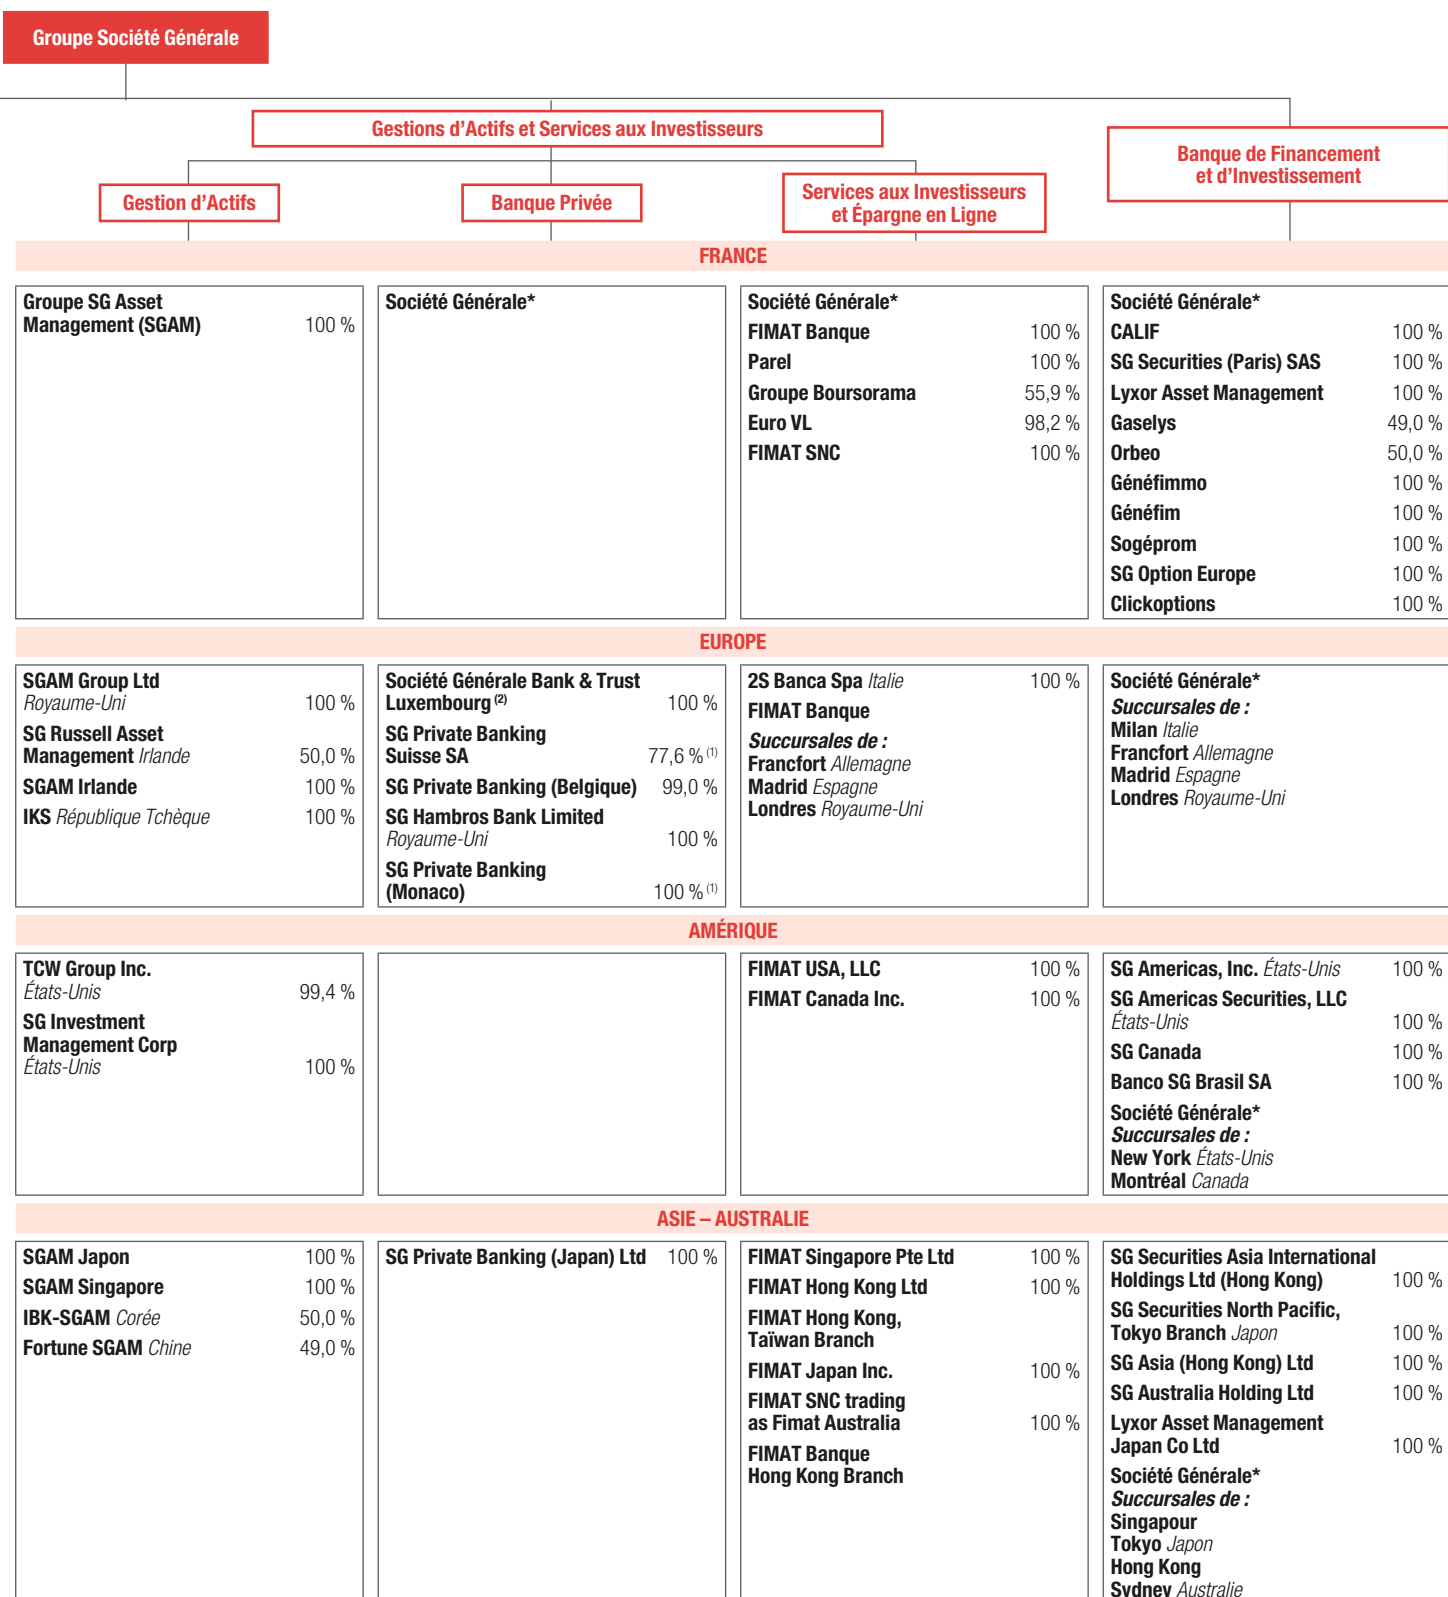 Groupe Société Générale
Gestions d'Actifs et Services aux Investisseurs
Banque de Financement
et d'Investissement
Gestion d'Actifs
Banque Privée
Services aux Investisseurs
et Épargne en Ligne
FRANCE
Groupe SG Asset
Management (SGAM) 100 %
Société Générale*
Société Générale*
FIMAT Banque 100 %
Parel 100 %
Groupe Boursorama 55,9 %
Euro VL 98,2 %
FIMAT SNC 100 %
Société Générale*
CALIF 100 %
SG Securities (Paris) SAS 100 %
Lyxor Asset Management 100 %
Gaselys 49,0 %
Orbeo 50,0 %
Généfimmo 100 %
Généfim 100 %
Sogéprom 100 %
SG Option Europe 100 %
Clickoptions 100 %
EUROPE
SGAM Group Ltd
Royaume-Uni 100 %
SG Russell Asset
Management Irlande 50,0 %
SGAM Irlande 100 %
IKS République Tchèque 100 %
Société Générale Bank & Trust
Luxembourg (2) 100 %
SG Private Banking
Suisse SA 77,6 % (1)
SG Private Banking (Belgique) 99,0 %
SG Hambros Bank Limited
Royaume-Uni 100 %
SG Private Banking
(Monaco) 100 % (1)
2S Banca Spa Italie 100 %
FIMAT Banque
Succursales de :
Francfort Allemagne
Madrid Espagne
Londres Royaume-Uni
Société Générale*
Succursales de :
Milan Italie
Francfort Allemagne
Madrid Espagne
Londres Royaume-Uni
AMÉRIQUE
TCW Group Inc.
États-Unis 99,4 %
SG Investment
Management Corp
États-Unis 100 %
FIMAT USA, LLC 100 %
FIMAT Canada Inc. 100 %
SG Americas, Inc. États-Unis 100 %
SG Americas Securities, LLC
États-Unis 100 %
SG Canada 100 %
Banco SG Brasil SA 100 %
Société Générale*
Succursales de :
New York États-Unis
Montréal Canada
ASIE – AUSTRALIE
SGAM Japon 100 %
SGAM Singapore 100 %
IBK-SGAM Corée 50,0 %
Fortune SGAM Chine 49,0 %
SG Private Banking (Japan) Ltd 100 %
FIMAT Singapore Pte Ltd 100 %
FIMAT Hong Kong Ltd 100 %
FIMAT Hong Kong,
Taïwan Branch
FIMAT Japan Inc. 100 %
FIMAT SNC trading
as Fimat Australia 100 %
FIMAT Banque
Hong Kong Branch
SG Securities Asia International
Holdings Ltd (Hong Kong) 100 %
SG Securities North Pacific,
Tokyo Branch Japon 100 %
SG Asia (Hong Kong) Ltd 100 %
SG Australia Holding Ltd 100 %
Lyxor Asset Management
Japan Co Ltd 100 %
Société Générale*
Succursales de :
Singapour
Tokyo Japon
Hong Kong
Sydney Australie